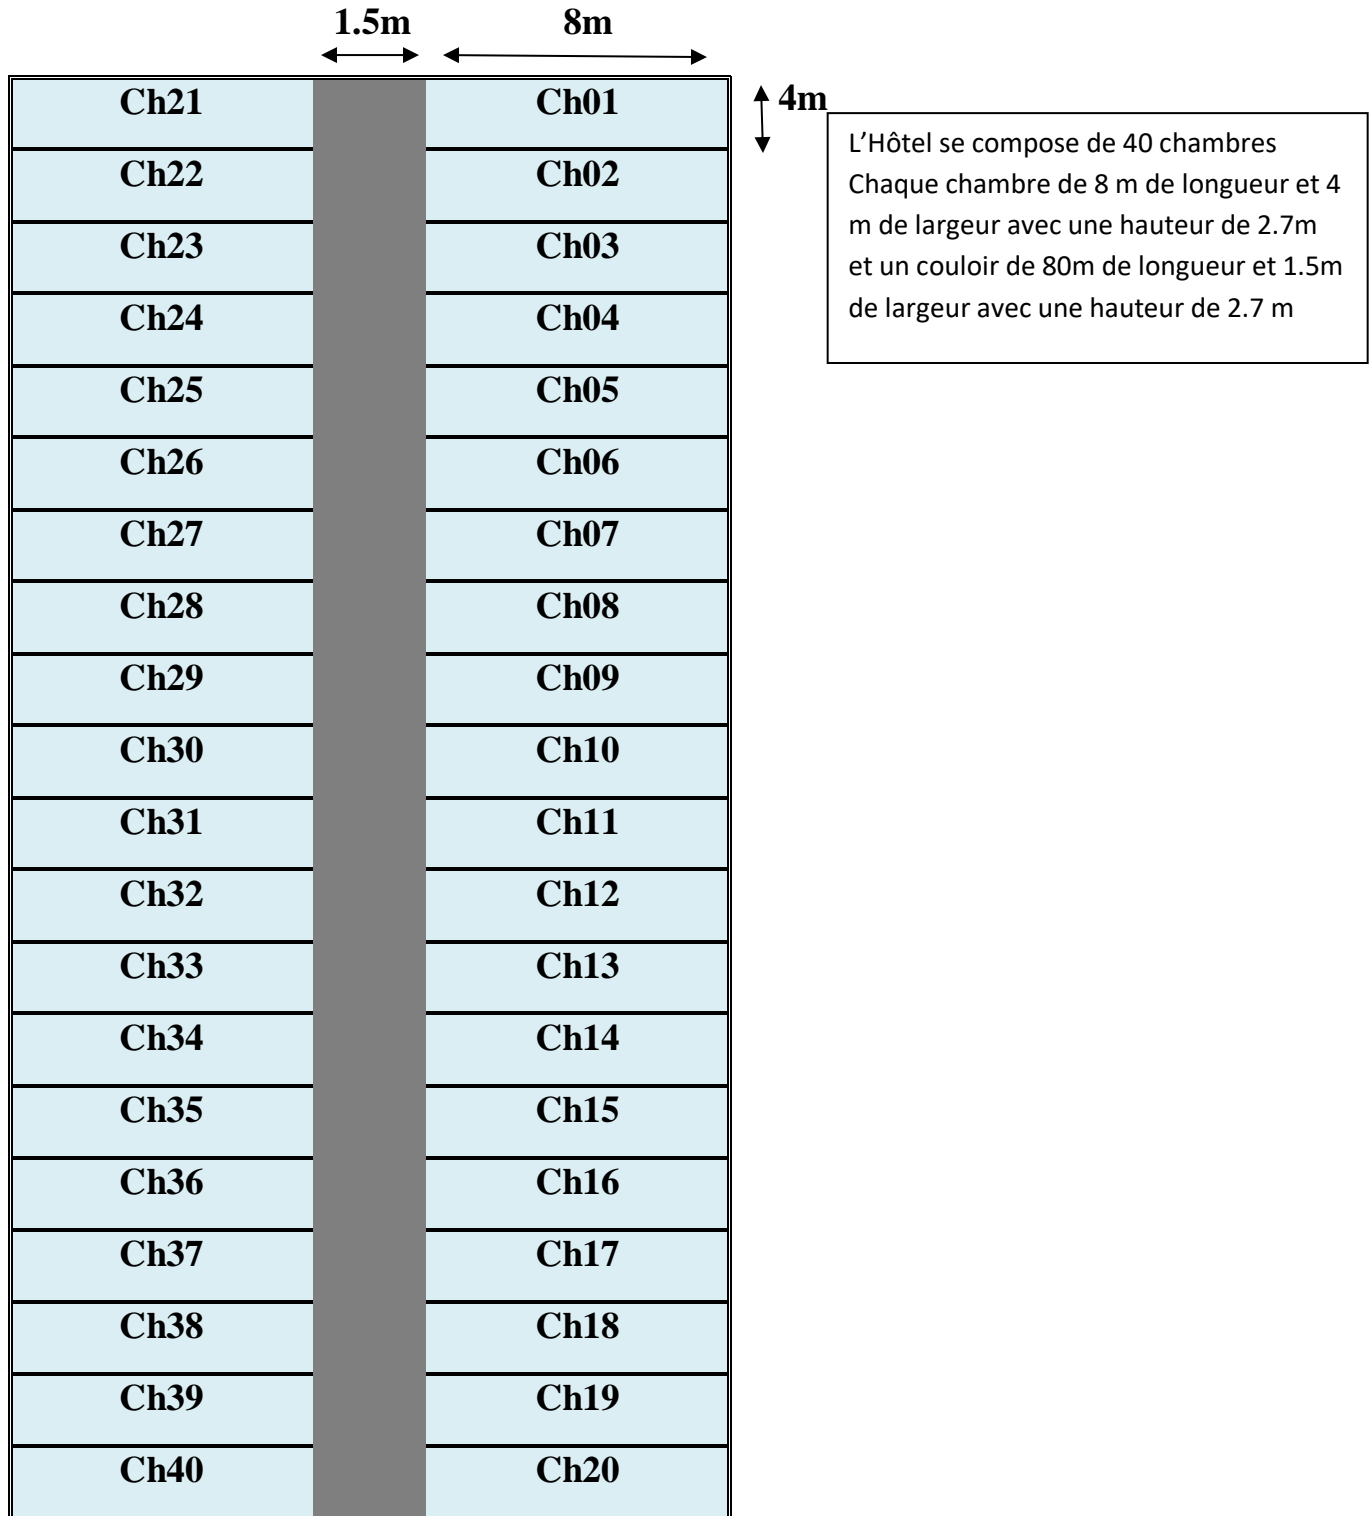 1.5m 8m
4m
Ch21 Ch01
Ch22 Ch02
Ch23 Ch03
Ch24 Ch04
Ch25 Ch05
Ch26 Ch06
Ch27 Ch07
Ch28 Ch08
Ch29 Ch09
Ch30 Ch10
Ch31 Ch11
Ch32 Ch12
Ch33 Ch13
Ch34 Ch14
Ch35 Ch15
Ch36 Ch16
Ch37 Ch17
Ch38 Ch18
Ch39 Ch19
Ch40 Ch20
L’Hôtel se compose de 40 chambres
Chaque chambre de 8 m de longueur et 4
m de largeur avec une hauteur de 2.7m
et un couloir de 80m de longueur et 1.5m
de largeur avec une hauteur de 2.7 m